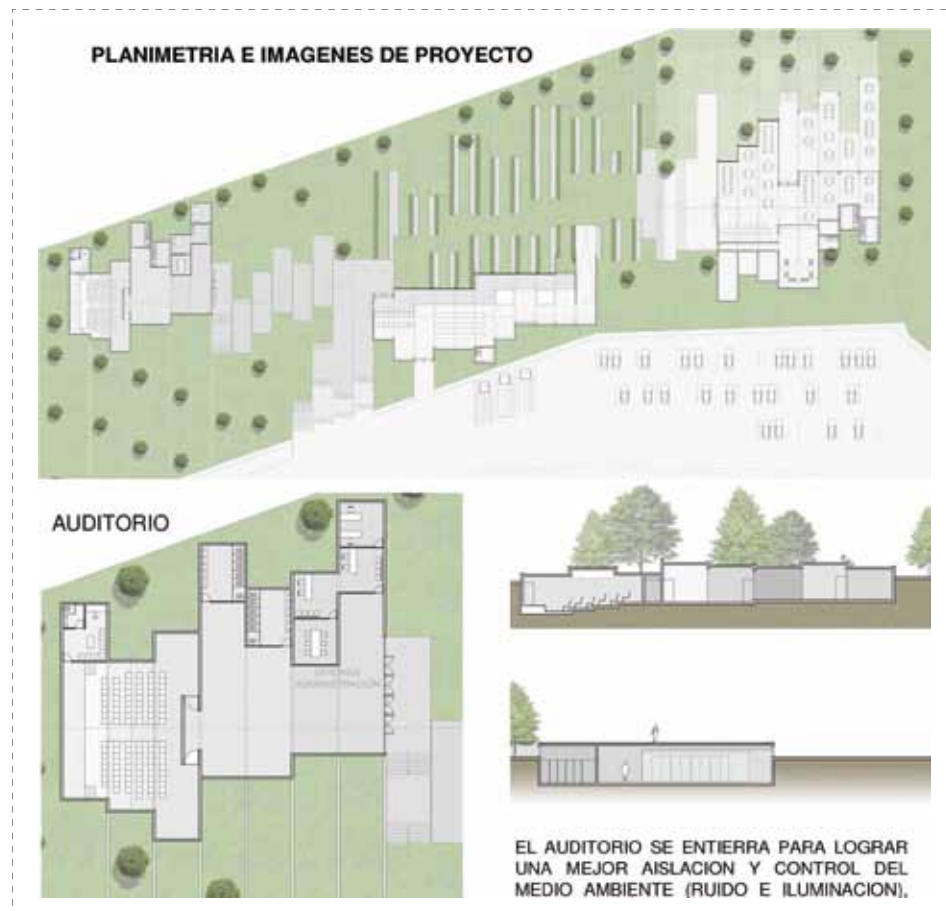 PLANIMETRIA E IMAGENES DE PROYECTO
AUDITORIO
ADMINISTRACIÓN
EL AUDITORIO SE ENTIERRA PARA LOGRAR
UNA MEJOR AISLACION Y CONTROL DEL
MEDIO AMBIENTE (RUIDO E ILUMINACION),